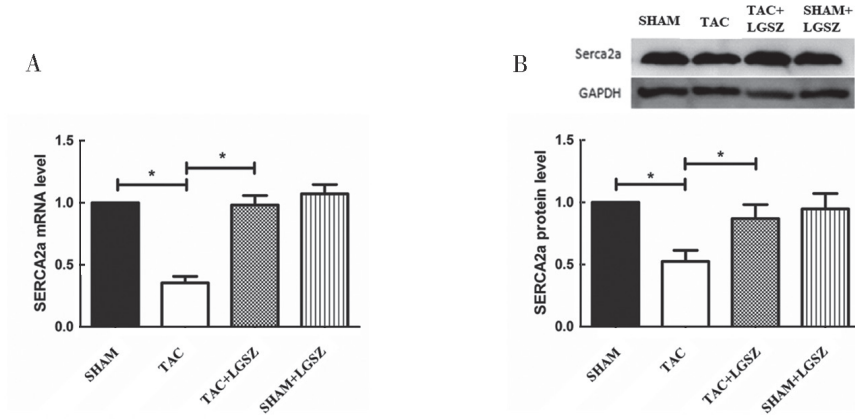 A
SERCA2a mRNA level
1.5
1.0
0.5
0.0
*
*
SHAM
TAC
TAC+LGSZ
SHAM+LGSZ
B
SHAM
TAC
TAC+
LGSZ
SHAM+
LGSZ
Serca2a
GAPDH
SERCA2a protein level
1.5
1.0
0.5
0.0
*
*
SHAM
TAC
TAC+LGSZ
SHAM+LGSZ